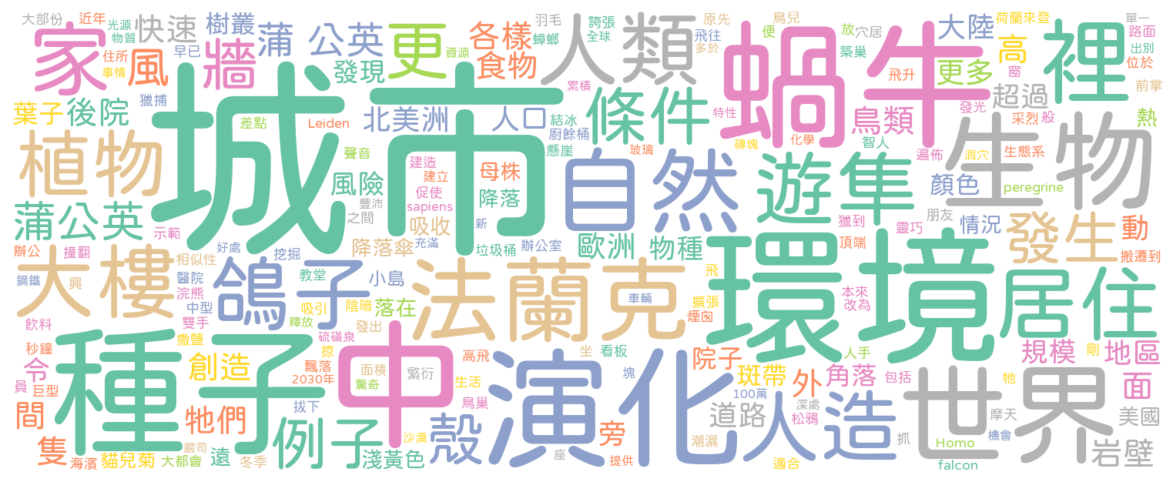 大部份 近年 光源 樹叢 蒲 公英 更 各樣 人類 羽毛 誇張 原先 鳥兒 放 穴居 大陸 荷蘭來登 單一
家 物質 快速 蟑螂 全球 飛往 便 築巢 高 裡 路面
住所 早已 牆 發現 食物 多於 蝸牛 飛升 更多 窗 出別
事情 風 資源 累積 位於
獵捕 條件 特性 發光 超過 前掌
葉子 後院 差點 Leiden 北美洲 人口 結冰 廚餘桶 鳥類 采烈 般 熱
城市 懸崖 玻璃 磚塊 化學 智人 生物
植物 聲音 建造 母株 自然 遊隼 遍佈 洞穴 生態系
風險 建立 降落 顏色 peregrine
蒲公英 豐沛 促使 sapiens 獵到 朋友
之間 吸收 新 靈巧 情況 發生 動
辦公 撞翻 示範 好處 挖掘 降落傘 充滿 垃圾桶 辦公室 歐洲 物種 頂端 搬遷到
大樓 相似性 教堂 小島 飛
鋼鐵 興 醫院 鴿子 法蘭克 車輛 擴張 本來 環境 居住
浣熊 中型 吸引 陰暗 落在 煙囪 改為
飲料 雙手 釋放 發出
秒鐘 撒鹽 硫磺泉 高飛 坐 看板 院子 人手 剛 規模 地區
令 種子 創造 掠 飄落 中 面積 繁衍 塊 斑帶 外 角落 包括 牠
員 巨型 2030年 驚奇 生活 演化 100萬 世界 面
間 牠們 拔下 鳥巢 人造 深處 摩天 美國
例子 沙漠 殼 旁 道路 松鴉 抓
隻 嚴苛 潮濕 Homo 機會 岩壁
海濱 貓兒菊 大都會 遠 冬季 淺黃色 座 提供 適合 falcon